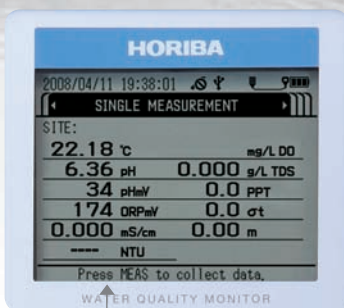 HORIBA
2008/04/11 19:38:01
SINGLE MEASUREMENT
SITE:
22.18 ℃ mg/L DO
6.36 pH 0.000 g/L TDS
34 pHmV 0.0 PPT
174 ORPmV 0.0 σt
0.000 mS/cm 0.00 m
---- NTU
Press MEAS to collect data.
WATER QUALITY MONITOR